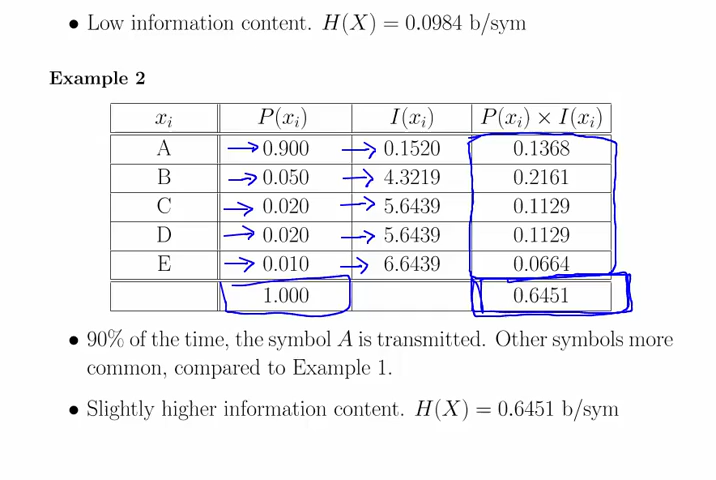 • Low information content. H(X) = 0.0984 b/sym
Example 2
xᵢ P(xᵢ) I(xᵢ) P(xᵢ) × I(xᵢ)
A 0.900 0.1520 0.1368
B 0.050 4.3219 0.2161
C 0.020 5.6439 0.1129
D 0.020 5.6439 0.1129
E 0.010 6.6439 0.0664
1.000 0.6451
• 90% of the time, the symbol A is transmitted. Other symbols more
common, compared to Example 1.
• Slightly higher information content. H(X) = 0.6451 b/sym